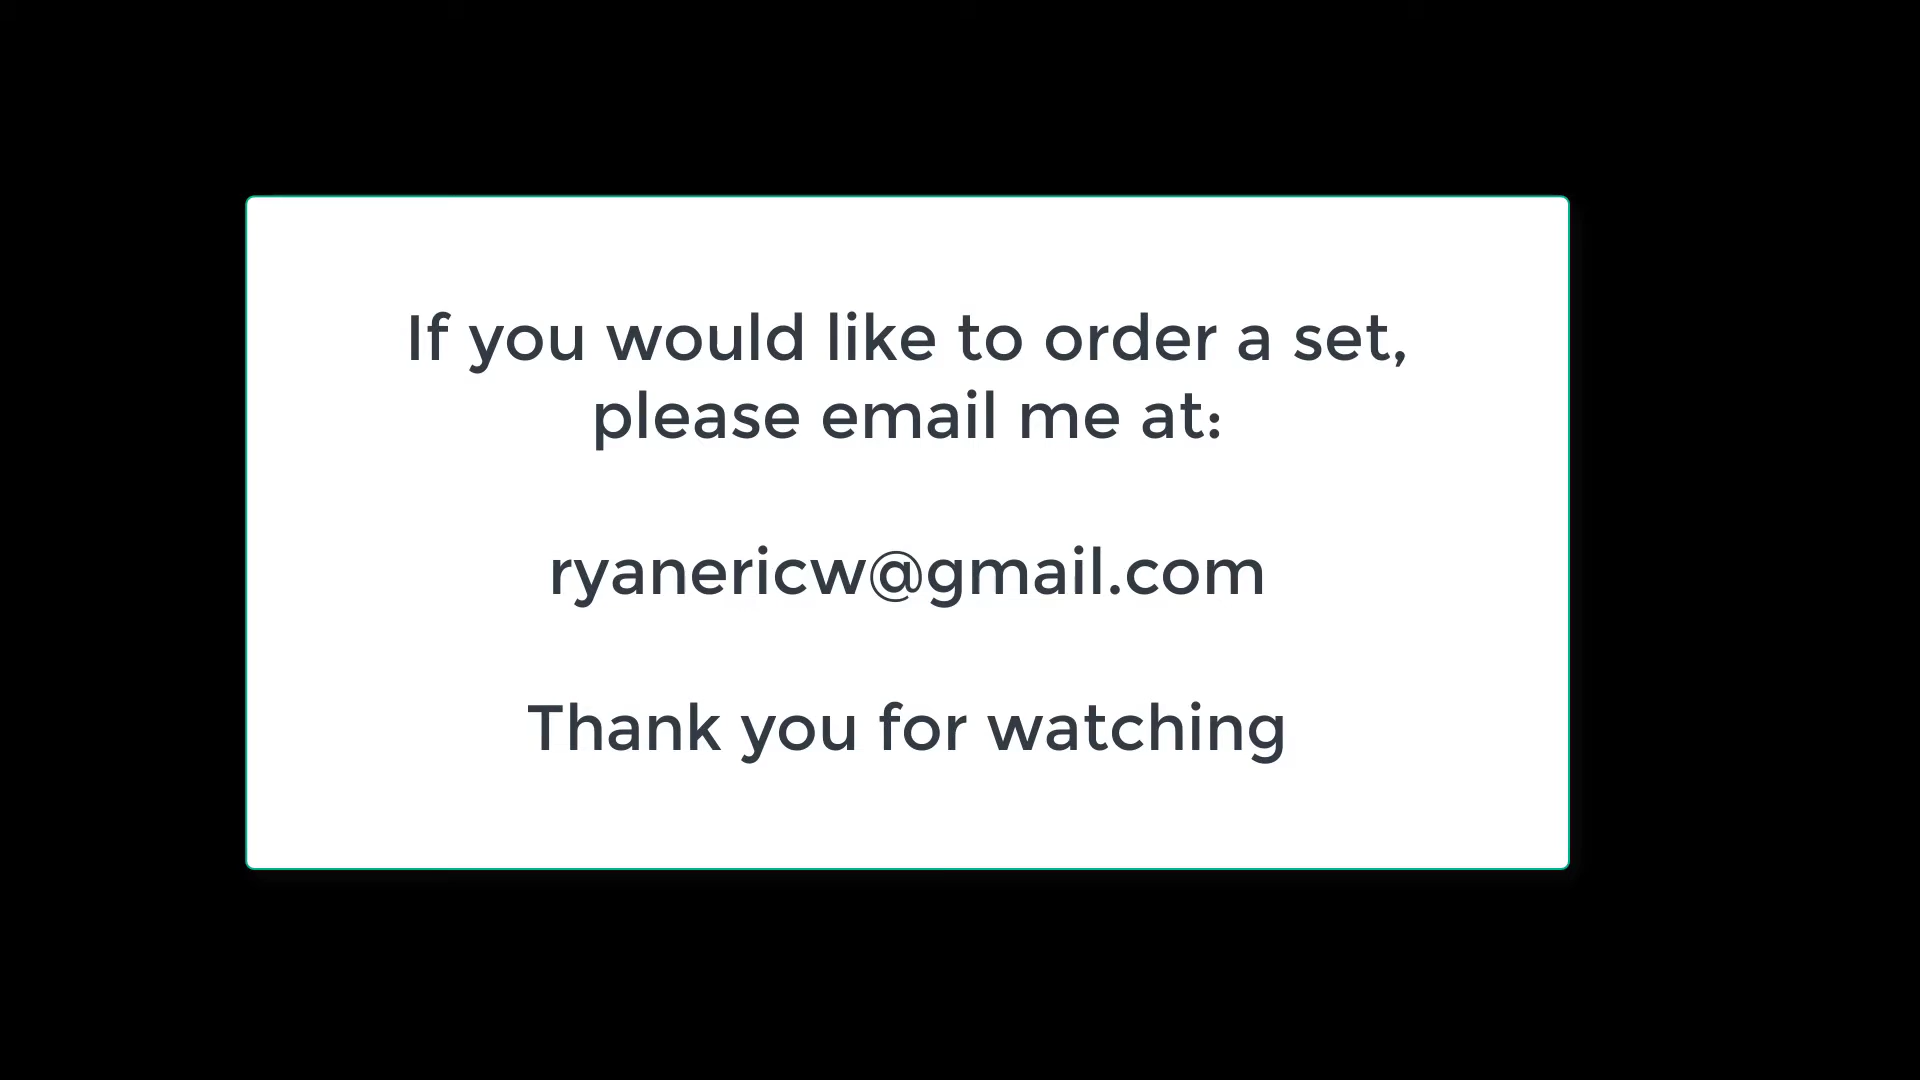 If you would like to order a set,
please email me at:
ryanericw@gmail.com
Thank you for watching